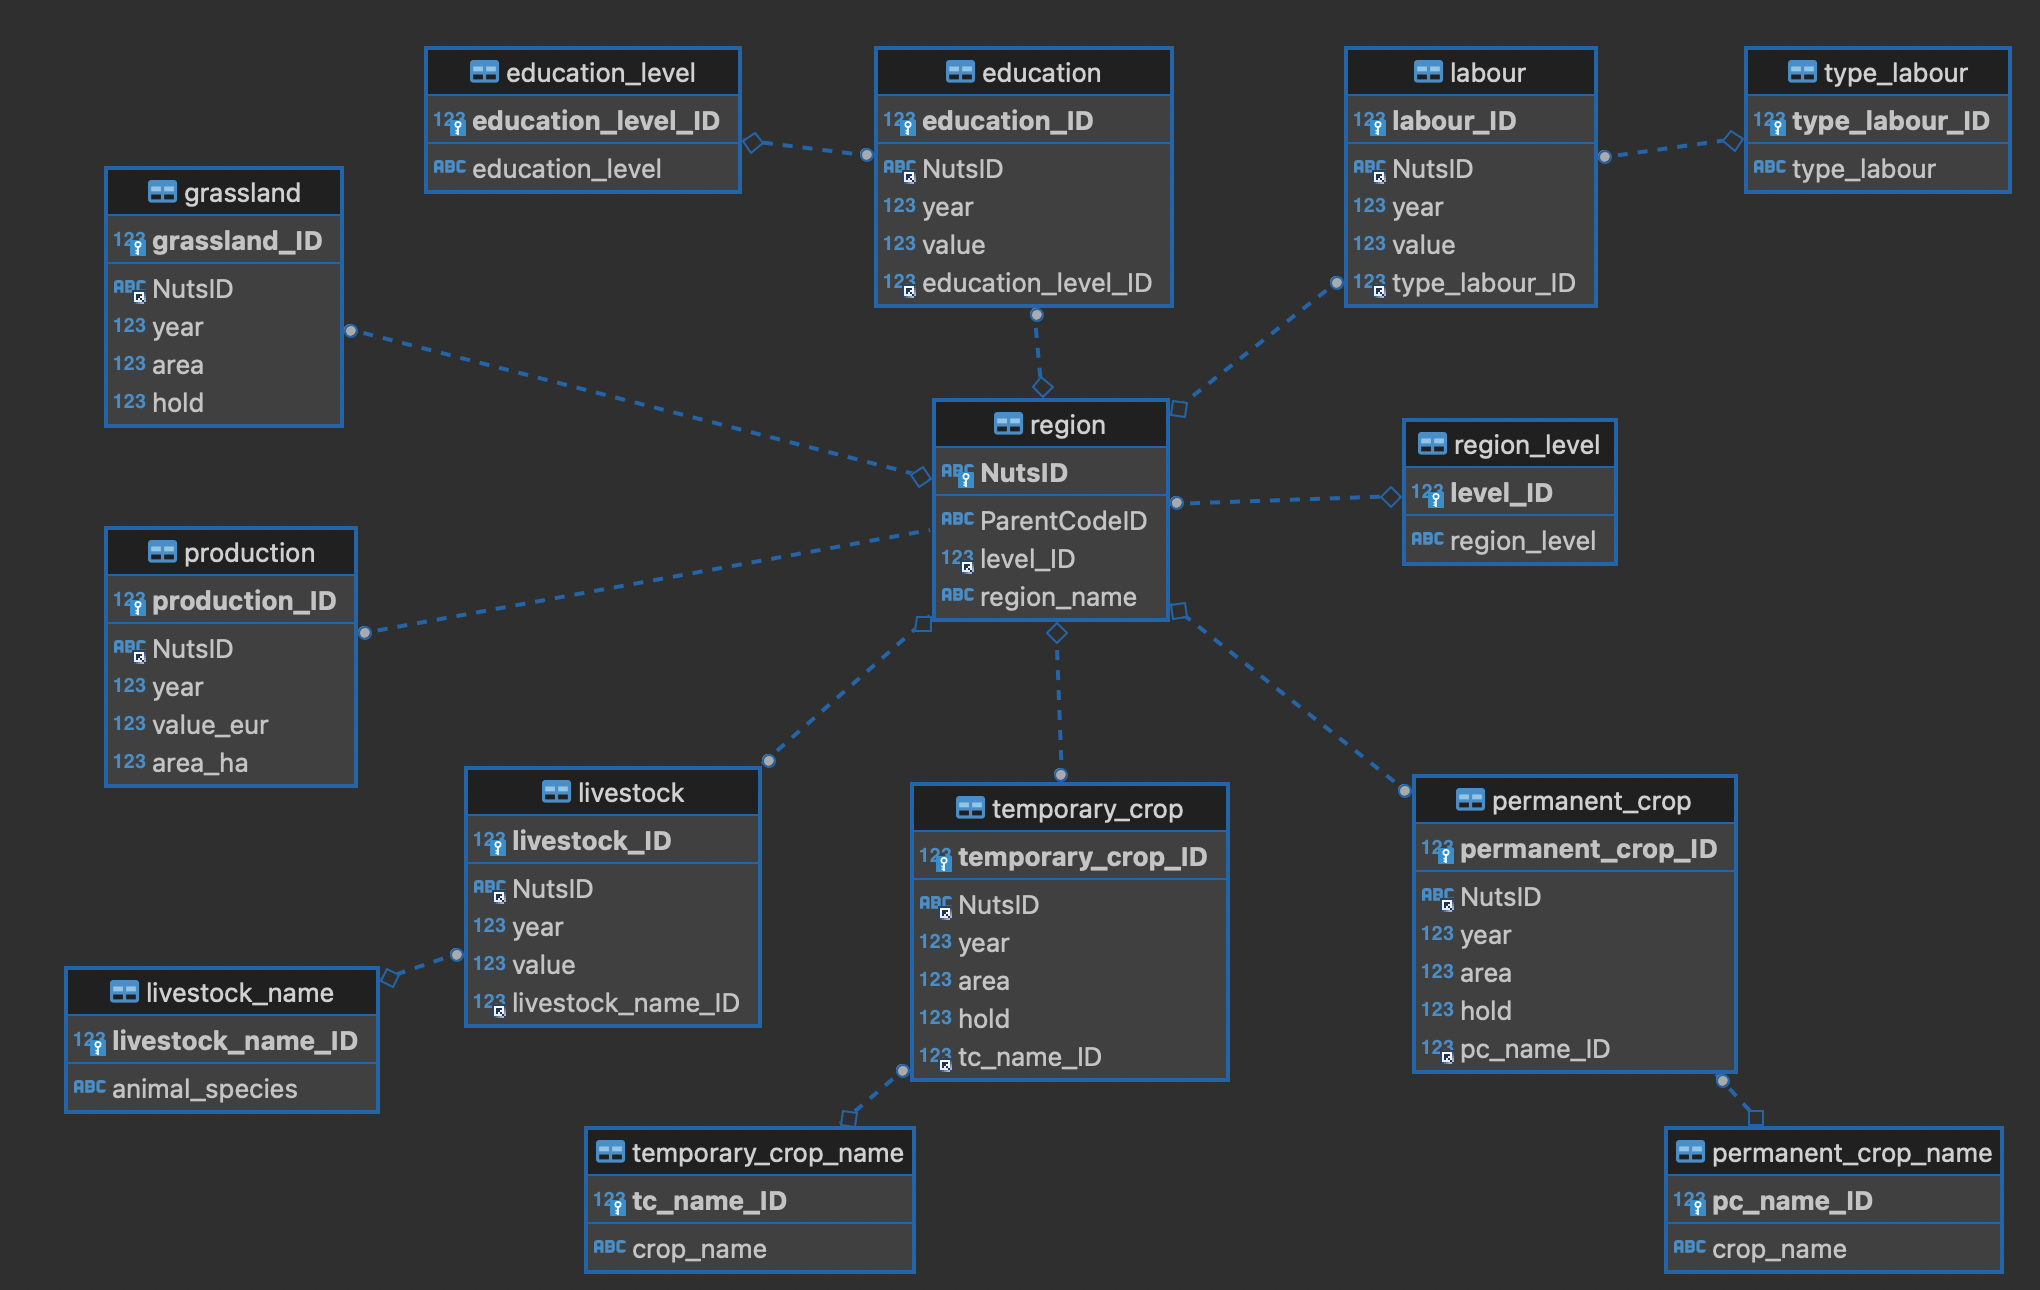 education_level
123 education_level_ID
ABC education_level
education
123 education_ID
ABC NutsID
123 year
123 value
123 education_level_ID
labour
123 labour_ID
ABC NutsID
123 year
123 value
123 type_labour_ID
type_labour
123 type_labour_ID
ABC type_labour
grassland
123 grassland_ID
ABC NutsID
123 year
123 area
123 hold
region
ABC NutsID
ABC ParentCodeID
123 level_ID
ABC region_name
region_level
123 level_ID
ABC region_level
production
123 production_ID
ABC NutsID
123 year
123 value_eur
123 area_ha
livestock
123 livestock_ID
ABC NutsID
123 year
123 value
123 livestock_name_ID
temporary_crop
123 temporary_crop_ID
ABC NutsID
123 year
123 area
123 hold
123 tc_name_ID
permanent_crop
123 permanent_crop_ID
ABC NutsID
123 year
123 area
123 hold
123 pc_name_ID
livestock_name
123 livestock_name_ID
ABC animal_species
temporary_crop_name
123 tc_name_ID
ABC crop_name
permanent_crop_name
123 pc_name_ID
ABC crop_name